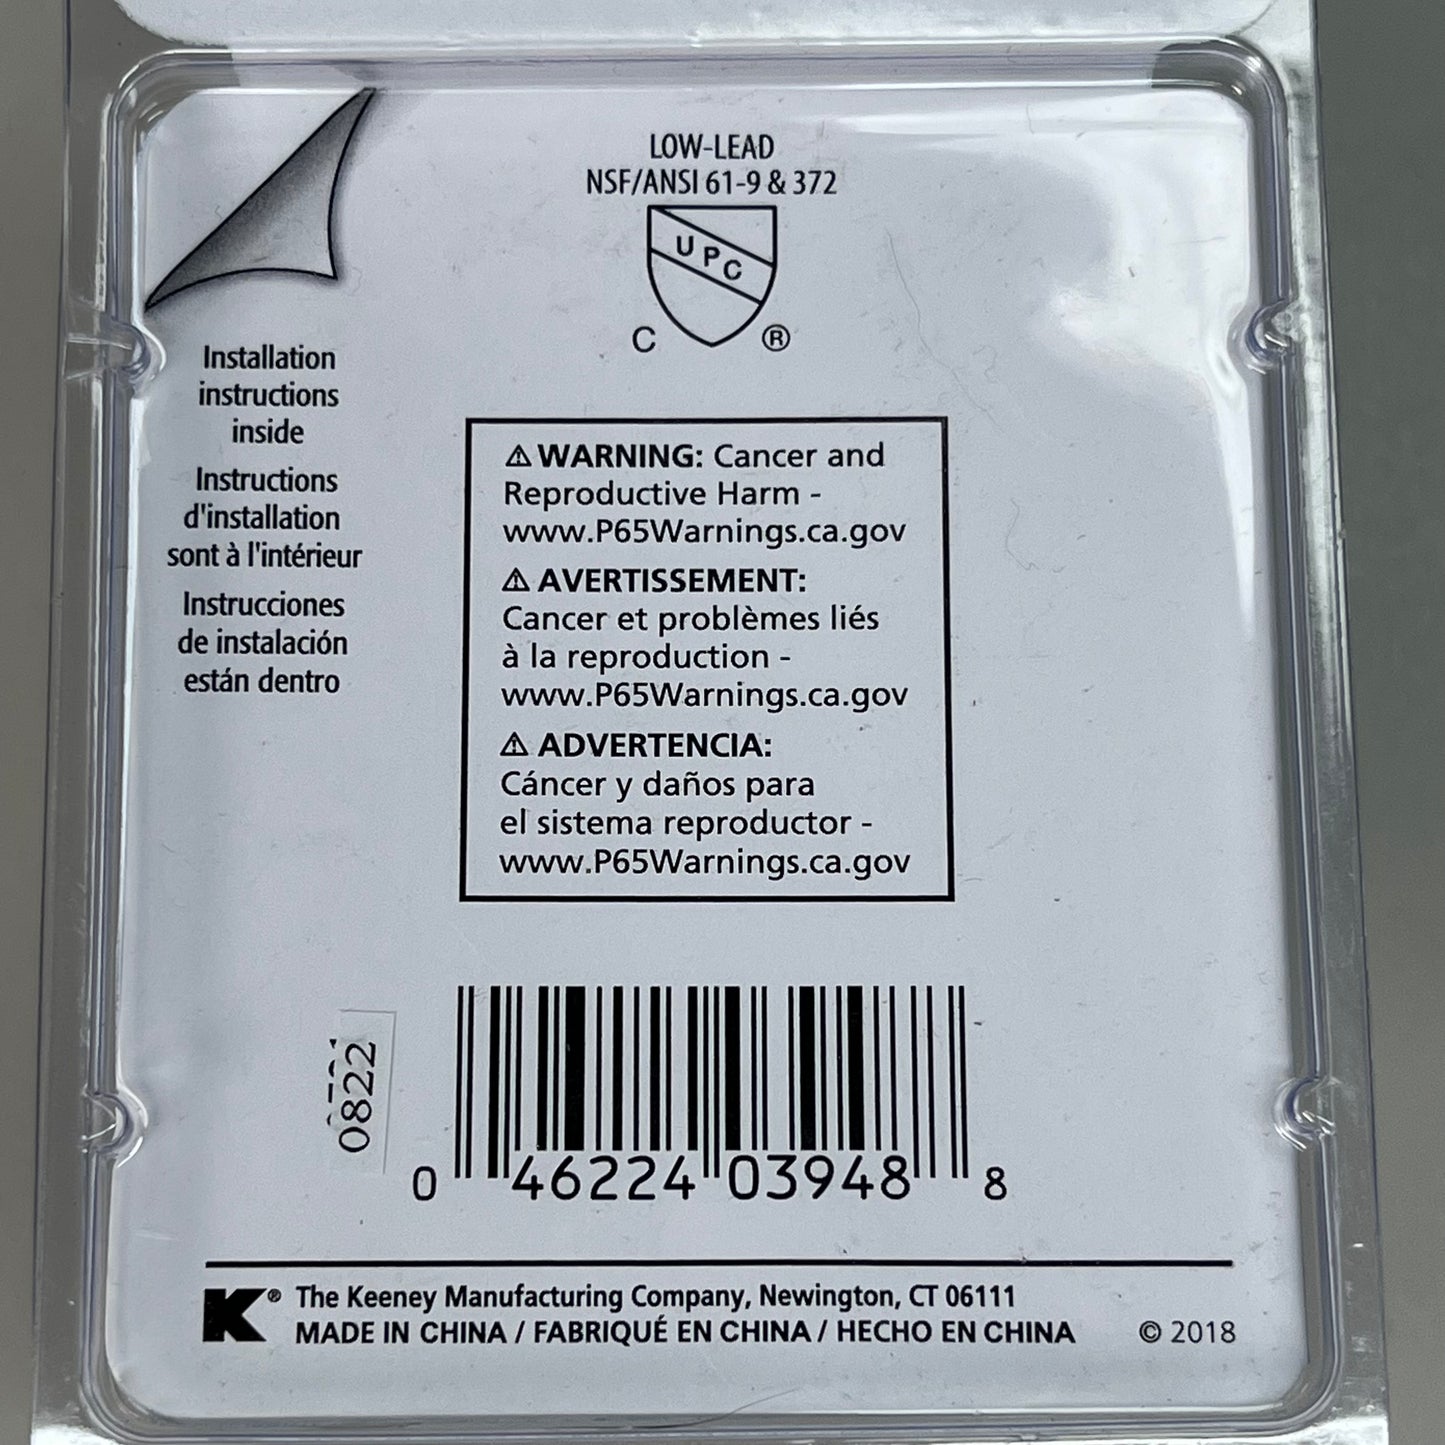 LOW-LEAD
NSF/ANSI 61-9 & 372
UPC
C ®
Installation
instructions
inside
Instructions
d'installation
sont à l'intérieur
Instrucciones
de instalación
están dentro
⚠ WARNING: Cancer and
Reproductive Harm -
www.P65Warnings.ca.gov
⚠ AVERTISSEMENT:
Cancer et problèmes liés
à la reproduction -
www.P65Warnings.ca.gov
⚠ ADVERTENCIA:
Cáncer y daños para
el sistema reproductor -
www.P65Warnings.ca.gov
0822
0 46224 03948 8
K® The Keeney Manufacturing Company, Newington, CT 06111
MADE IN CHINA / FABRIQUÉ EN CHINA / HECHO EN CHINA © 2018